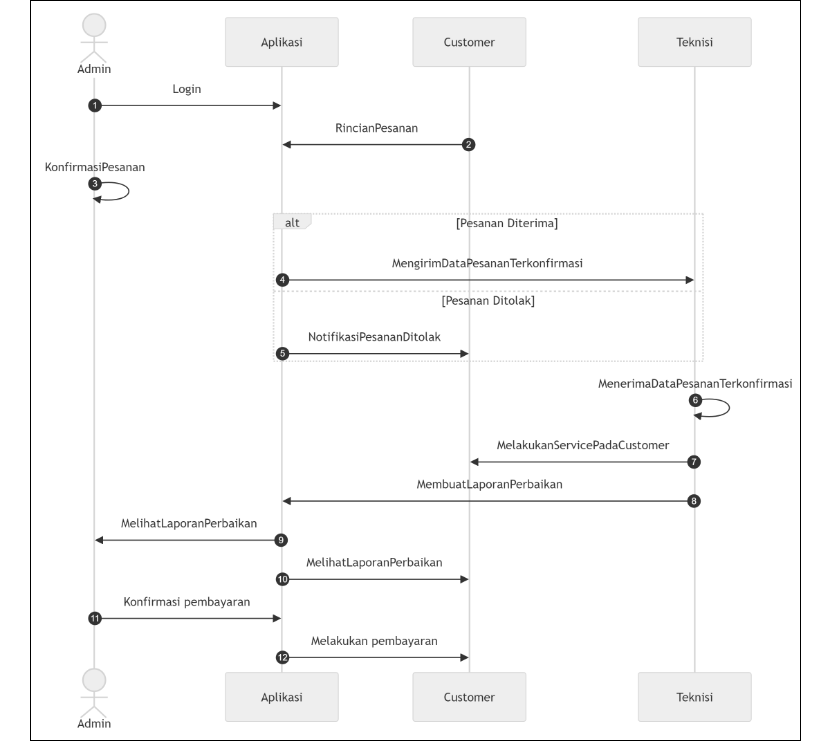 Admin
Aplikasi
Customer
Teknisi
Login
1
RincianPesanan
2
KonfirmasiPesanan
3
alt
[Pesanan Diterima]
MengirimDataPesananTerkonfirmasi
4
[Pesanan Ditolak]
NotifikasiPesananDitolak
5
MenerimaDataPesananTerkonfirmasi
6
MelakukanServicePadaCustomer
7
MembuatLaporanPerbaikan
8
MelihatLaporanPerbaikan
9
MelihatLaporanPerbaikan
10
Konfirmasi pembayaran
11
Melakukan pembayaran
12
Admin
Aplikasi
Customer
Teknisi